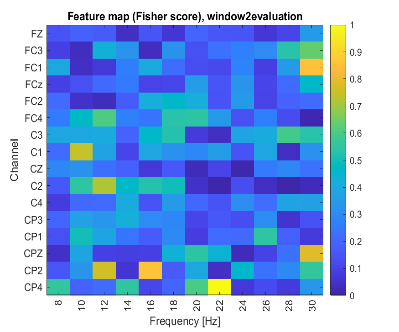 Feature map (Fisher score), window2evaluation
Channel
FZ
FC3
FC1
FCz
FC2
FC4
C3
C1
CZ
C2
C4
CP3
CP1
CPZ
CP2
CP4
8 10 12 14 16 18 20 22 24 26 28 30
Frequency [Hz]
1
0.9
0.8
0.7
0.6
0.5
0.4
0.3
0.2
0.1
0